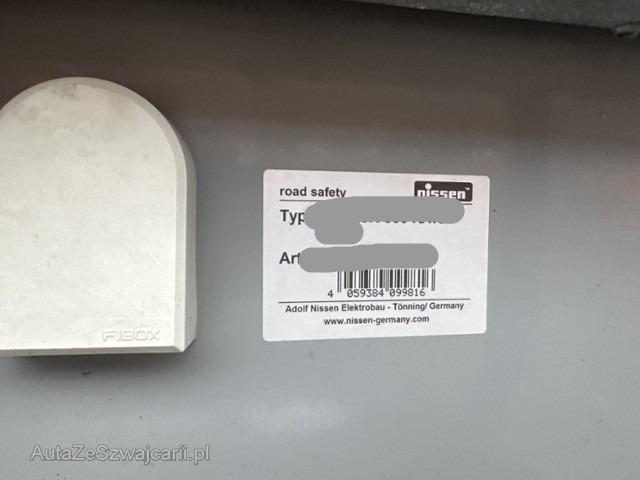 road safety
nissen
Typ
Art
4 059384 099816
Adolf Nissen Elektrobau - Tönning/ Germany
www.nissen-germany.com
FIBOX
AutaZeSzwajcarii.pl